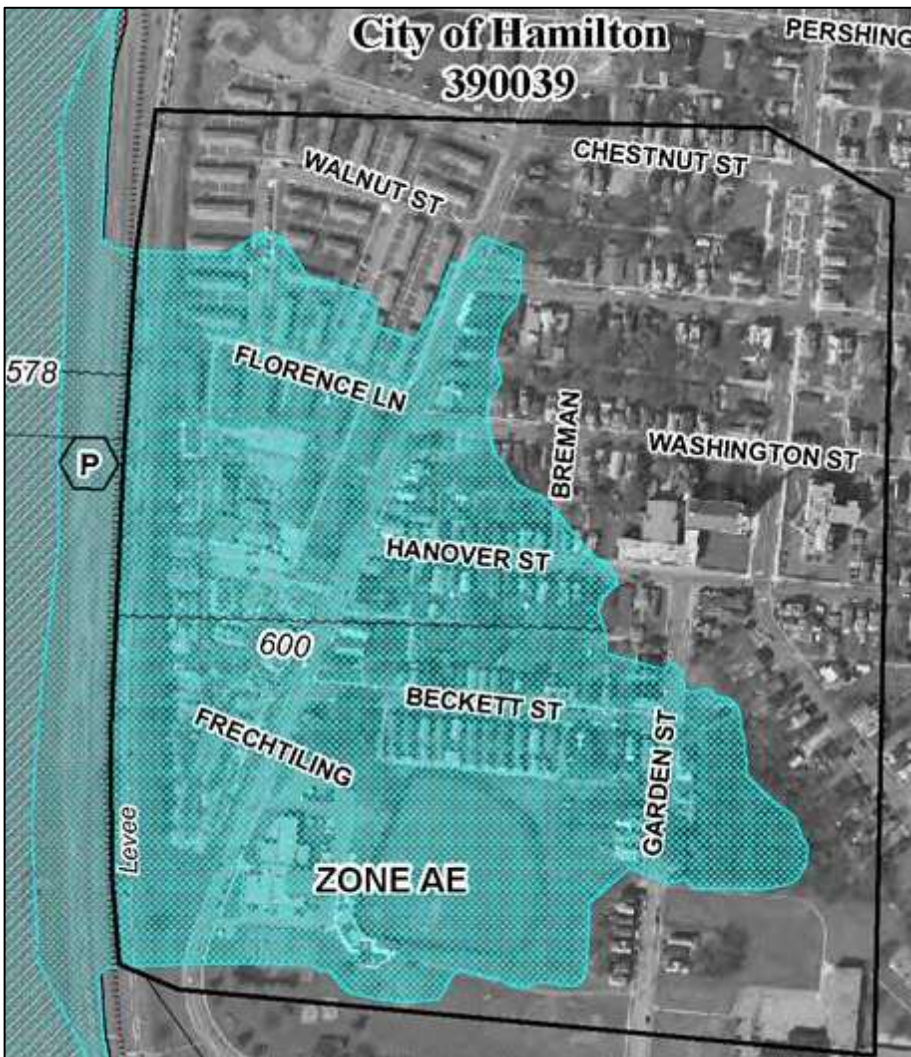 City of Hamilton
390039
PERSHING
CHESTNUT ST
WALNUT ST
578
FLORENCE LN
BREMAN
WASHINGTON ST
P
HANOVER ST
600
BECKETT ST
FRECHTILING
GARDEN ST
Levee
ZONE AE